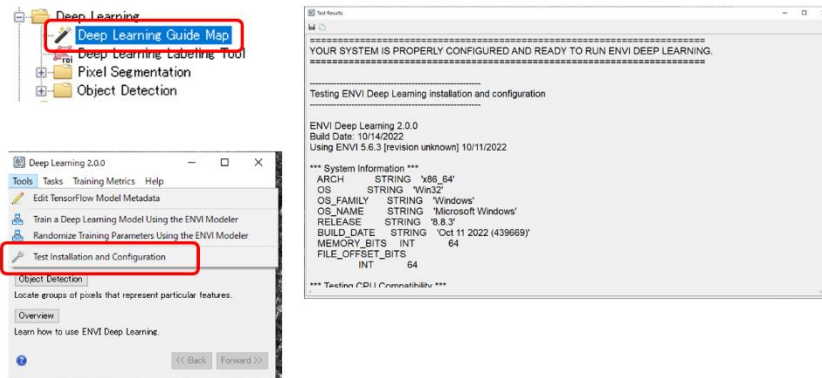 Deep Learning
Deep Learning Guide Map
Deep Learning Labeling Tool
Pixel Segmentation
Object Detection
Deep Learning 2.0.0
Tools Tasks Training Metrics Help
Edit TensorFlow Model Metadata
Train a Deep Learning Model Using the ENVI Modeler
Randomize Training Parameters Using the ENVI Modeler
Test Installation and Configuration
Object Detection
Locate groups of pixels that represent particular features.
Overview
Learn how to use ENVI Deep Learning.
<< Back Forward >>
Test Results
==========================================================
YOUR SYSTEM IS PROPERLY CONFIGURED AND READY TO RUN ENVI DEEP LEARNING.
==========================================================
----------------------------------------------------------
Testing ENVI Deep Learning installation and configuration
----------------------------------------------------------
ENVI Deep Learning 2.0.0
Build Date: 10/14/2022
Using ENVI 5.6.3 [revision unknown] 10/11/2022
*** System Information ***
ARCH STRING 'x86_64'
OS STRING 'Win32'
OS_FAMILY STRING 'Windows'
OS_NAME STRING 'Microsoft Windows'
RELEASE STRING '8.8.3'
BUILD_DATE STRING 'Oct 11 2022 (439669)'
MEMORY_BITS INT 64
FILE_OFFSET_BITS
INT 64
*** Testing CPU Compatibility ***